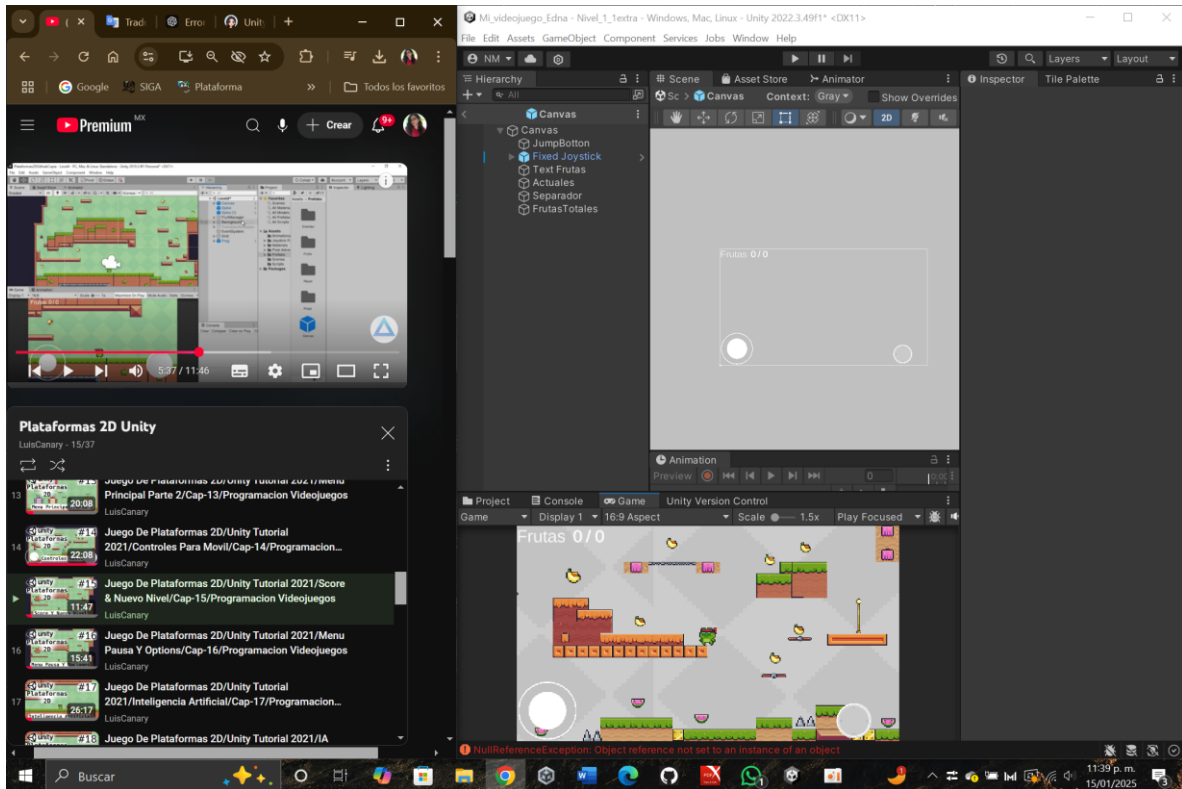 Trad
Erro
Unit
Google
SIGA
Plataforma
Todos los favoritos
Premium MX
Crear
9+
5:37 / 11:46
Plataformas 2D Unity
LuisCanary - 15/37
13
20:08
Juego De Plataformas 2D/Unity Tutorial 2021/Menu
Principal Parte 2/Cap-13/Programacion Videojuegos
LuisCanary
14
#14
22:08
Juego De Plataformas 2D/Unity Tutorial
2021/Controles Para Movil/Cap-14/Programacion...
LuisCanary
#15
11:47
Juego De Plataformas 2D/Unity Tutorial 2021/Score
& Nuevo Nivel/Cap-15/Programacion Videojuegos
LuisCanary
16
#16
15:41
Juego De Plataformas 2D/Unity Tutorial 2021/Menu
Pausa Y Options/Cap-16/Programacion Videojuegos
LuisCanary
17
#17
26:17
Juego De Plataformas 2D/Unity Tutorial
2021/Inteligencia Artificial/Cap-17/Programacion...
LuisCanary
#18
Juego De Plataformas 2D/Unity Tutorial 2021/IA
Mi_videojuego_Edna - Nivel_1_1extra - Windows, Mac, Linux - Unity 2022.3.49f1* <DX11>
File Edit Assets GameObject Component Services Jobs Window Help
NM
Layers
Layout
Hierarchy
All
Canvas
Canvas
JumpBotton
Fixed Joystick
Text Frutas
Actuales
Separador
FrutasTotales
Scene
Asset Store
Animator
Sc
Canvas
Context:
Gray
Show Overrides
2D
Frutas 0/0
Inspector
Tile Palette
Animation
Preview
0
Project
Console
Game
Unity Version Control
Game
Display 1
16:9 Aspect
Scale
1.5x
Play Focused
Frutas 0/0
NullReferenceException: Object reference not set to an instance of an object
Buscar
11:39 p. m.
15/01/2025
3